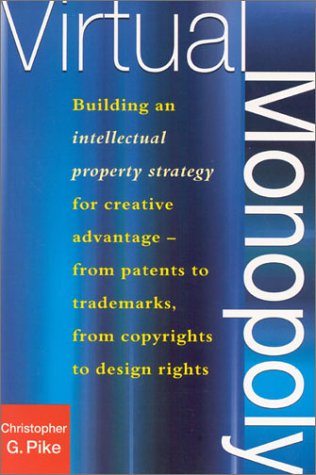 Virtual
Monopoly
Building an
intellectual
property strategy
for creative
advantage –
from patents to
trademarks,
from copyrights
to design rights
Christopher
G. Pike